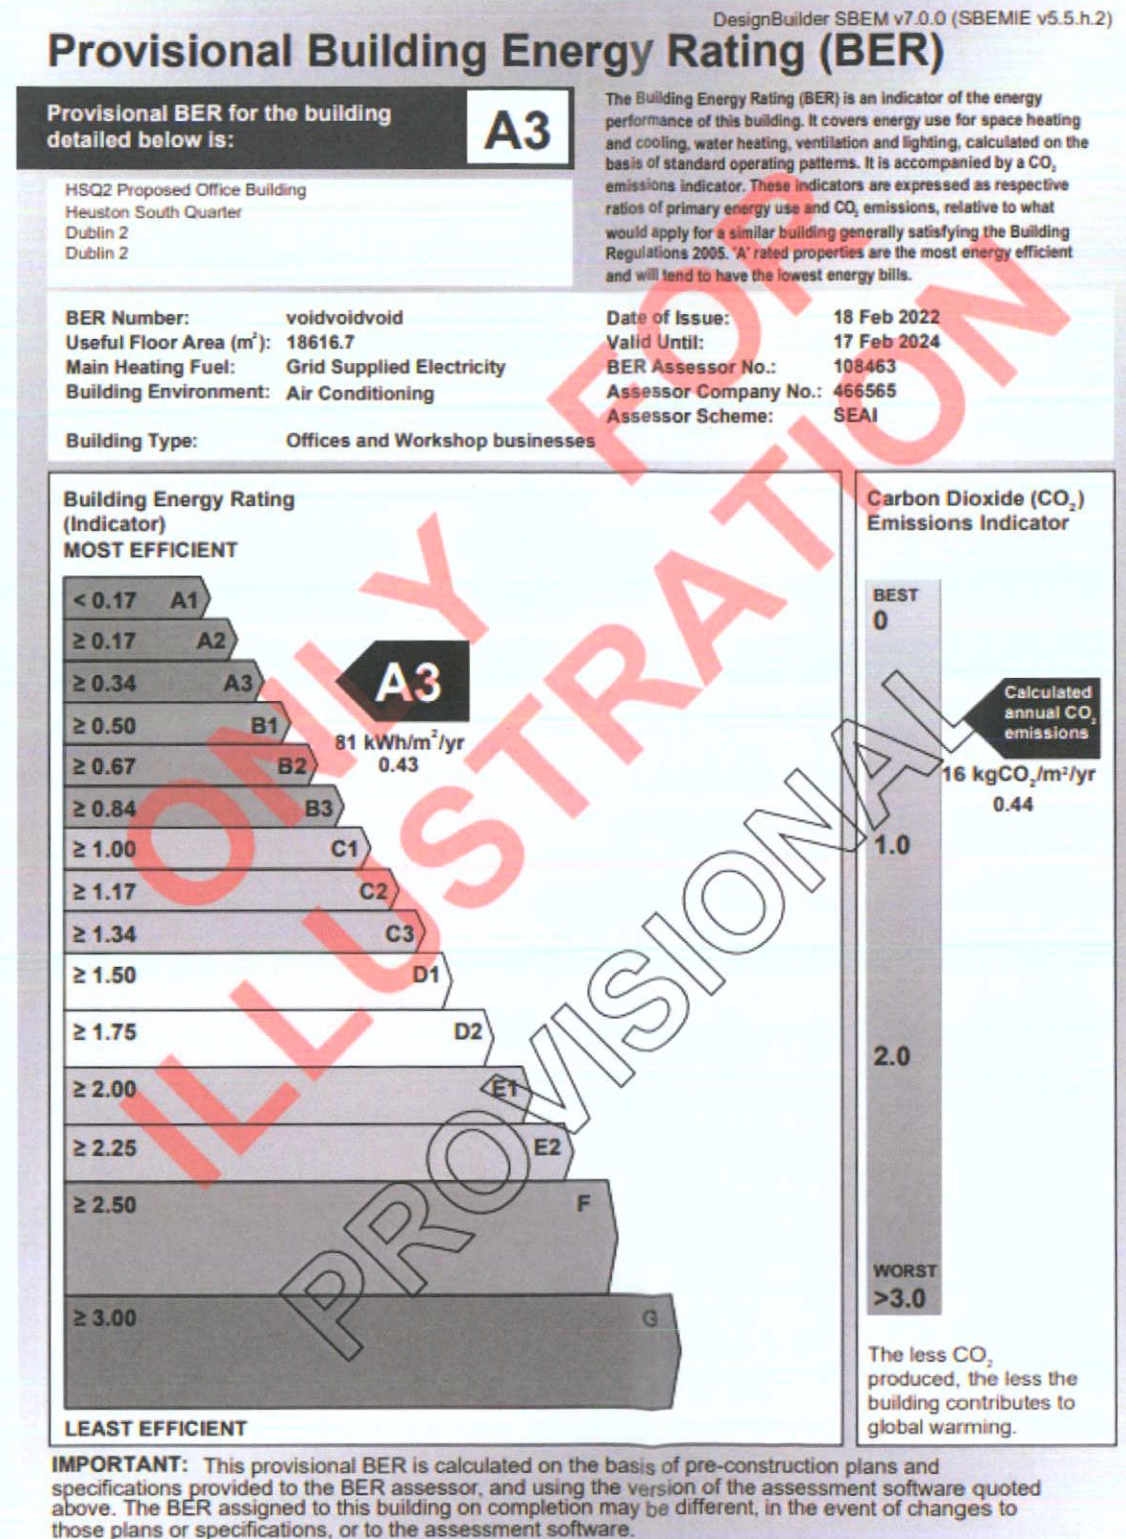 DesignBuilder SBEM v7.0.0 (SBEMIE v5.5.h.2)
Provisional Building Energy Rating (BER)
Provisional BER for the building
detailed below is:
A3
HSQ2 Proposed Office Building
Heuston South Quarter
Dublin 2
Dublin 2
The Building Energy Rating (BER) is an indicator of the energy
performance of this building. It covers energy use for space heating
and cooling, water heating, ventilation and lighting, calculated on the
basis of standard operating patterns. It is accompanied by a CO₂
emissions indicator. These indicators are expressed as respective
ratios of primary energy use and CO₂ emissions, relative to what
would apply for a similar building generally satisfying the Building
Regulations 2005. 'A' rated properties are the most energy efficient
and will tend to have the lowest energy bills.
BER Number: voidvoidvoid
Useful Floor Area (m²): 18616.7
Main Heating Fuel: Grid Supplied Electricity
Building Environment: Air Conditioning
Building Type: Offices and Workshop businesses
Date of Issue: 18 Feb 2022
Valid Until: 17 Feb 2024
BER Assessor No.: 108463
Assessor Company No.: 466565
Assessor Scheme: SEAI
Building Energy Rating
(Indicator)
MOST EFFICIENT
< 0.17 A1
≥ 0.17 A2
≥ 0.34 A3
≥ 0.50 B1
≥ 0.67 B2
≥ 0.84 B3
≥ 1.00 C1
≥ 1.17 C2
≥ 1.34 C3
≥ 1.50 D1
≥ 1.75 D2
≥ 2.00 E1
≥ 2.25 E2
≥ 2.50 F
≥ 3.00 G
LEAST EFFICIENT
A3
81 kWh/m²/yr
0.43
Carbon Dioxide (CO₂)
Emissions Indicator
BEST
0
1.0
2.0
WORST
>3.0
Calculated
annual CO₂
emissions
16 kgCO₂/m²/yr
0.44
The less CO₂
produced, the less the
building contributes to
global warming.
ONLY FOR
ILLUSTRATION
PROVISIONAL
IMPORTANT: This provisional BER is calculated on the basis of pre-construction plans and
specifications provided to the BER assessor, and using the version of the assessment software quoted
above. The BER assigned to this building on completion may be different, in the event of changes to
those plans or specifications, or to the assessment software.